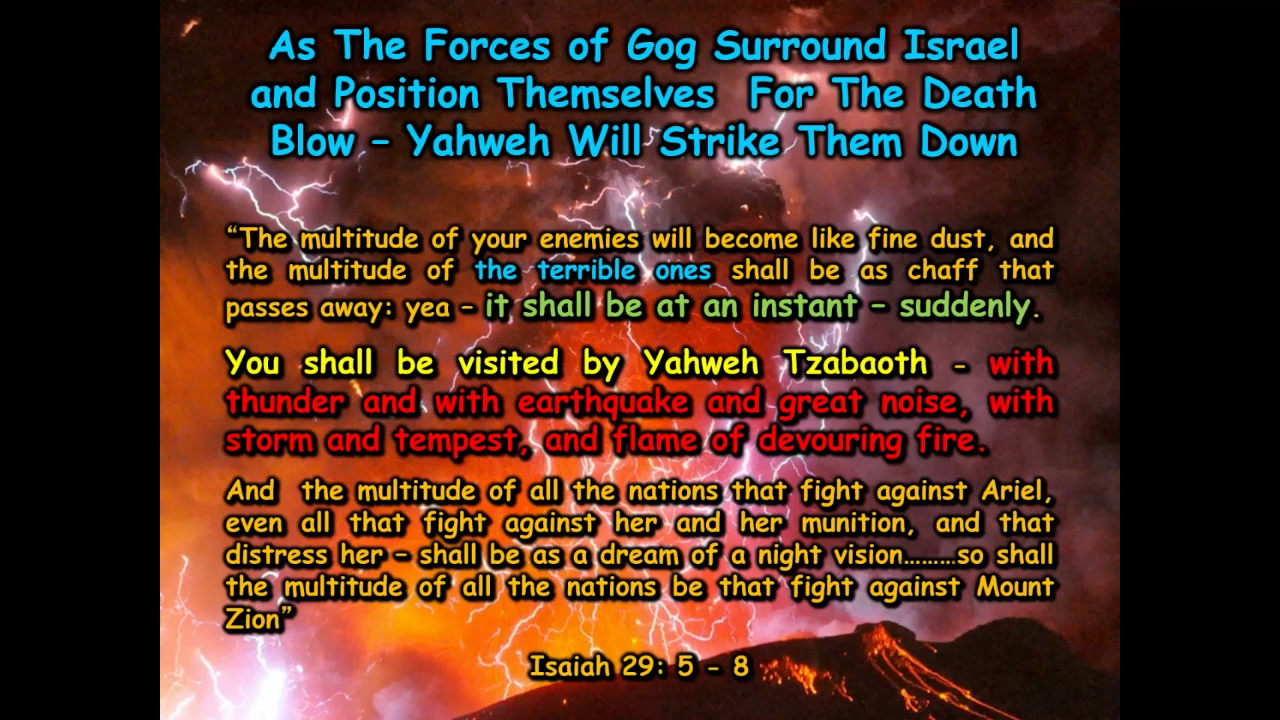 As The Forces of Gog Surround Israel
and Position Themselves For The Death
Blow – Yahweh Will Strike Them Down
“The multitude of your enemies will become like fine dust, and
the multitude of the terrible ones shall be as chaff that
passes away: yea – it shall be at an instant – suddenly.
You shall be visited by Yahweh Tzabaoth - with
thunder and with earthquake and great noise, with
storm and tempest, and flame of devouring fire.
And the multitude of all the nations that fight against Ariel,
even all that fight against her and her munition, and that
distress her – shall be as a dream of a night vision………so shall
the multitude of all the nations be that fight against Mount
Zion”
Isaiah 29: 5 - 8